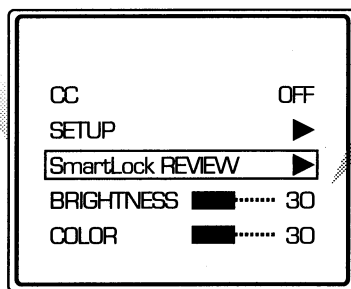 CC OFF
SETUP ▶
SmartLock REVIEW ▶
BRIGHTNESS 30
COLOR 30